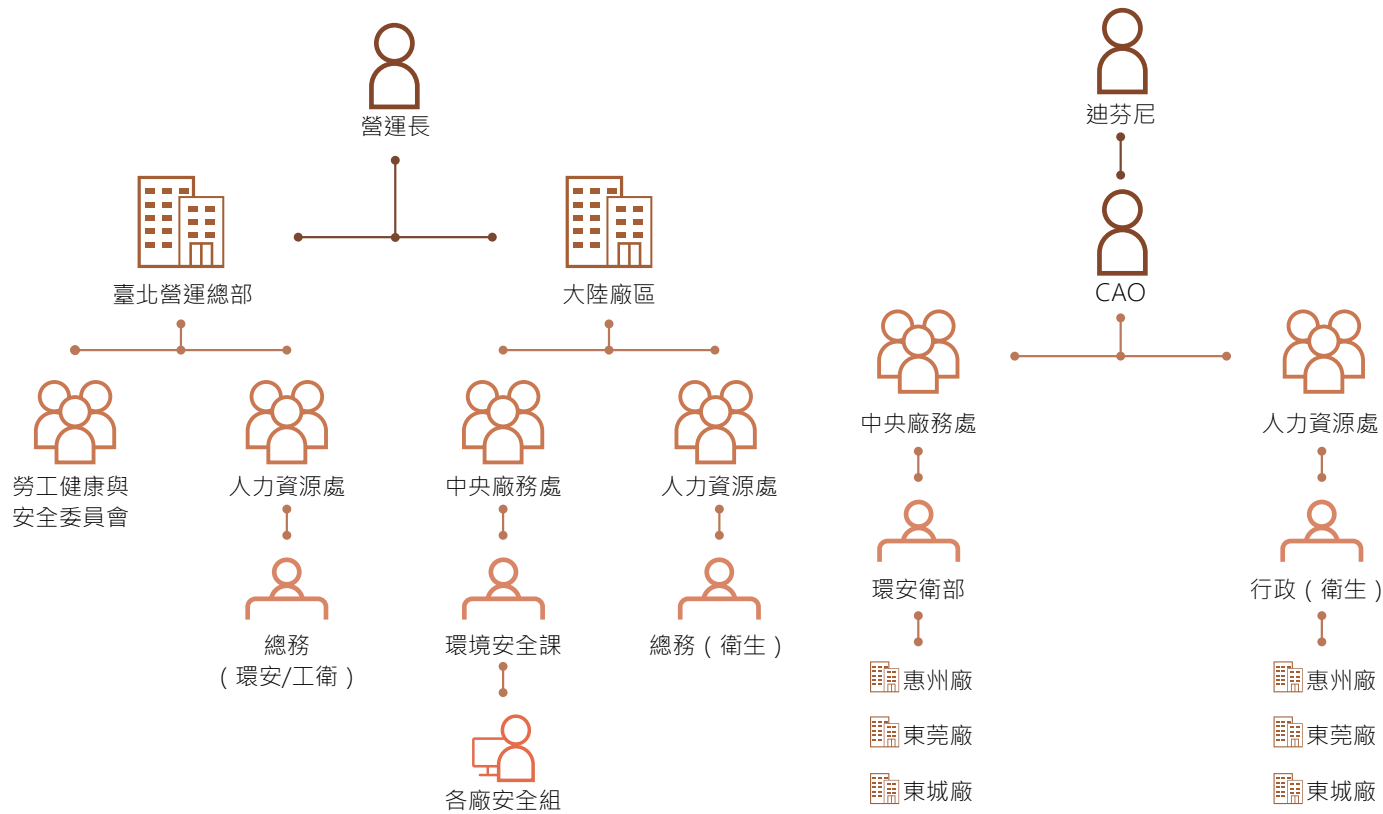 營運長
臺北營運總部
大陸廠區
勞工健康與
安全委員會
人力資源處
中央廠務處
人力資源處
總務
（環安/工衛）
環境安全課
總務（衛生）
各廠安全組
迪芬尼
CAO
中央廠務處
人力資源處
環安衛部
行政（衛生）
惠州廠
東莞廠
東城廠
惠州廠
東莞廠
東城廠